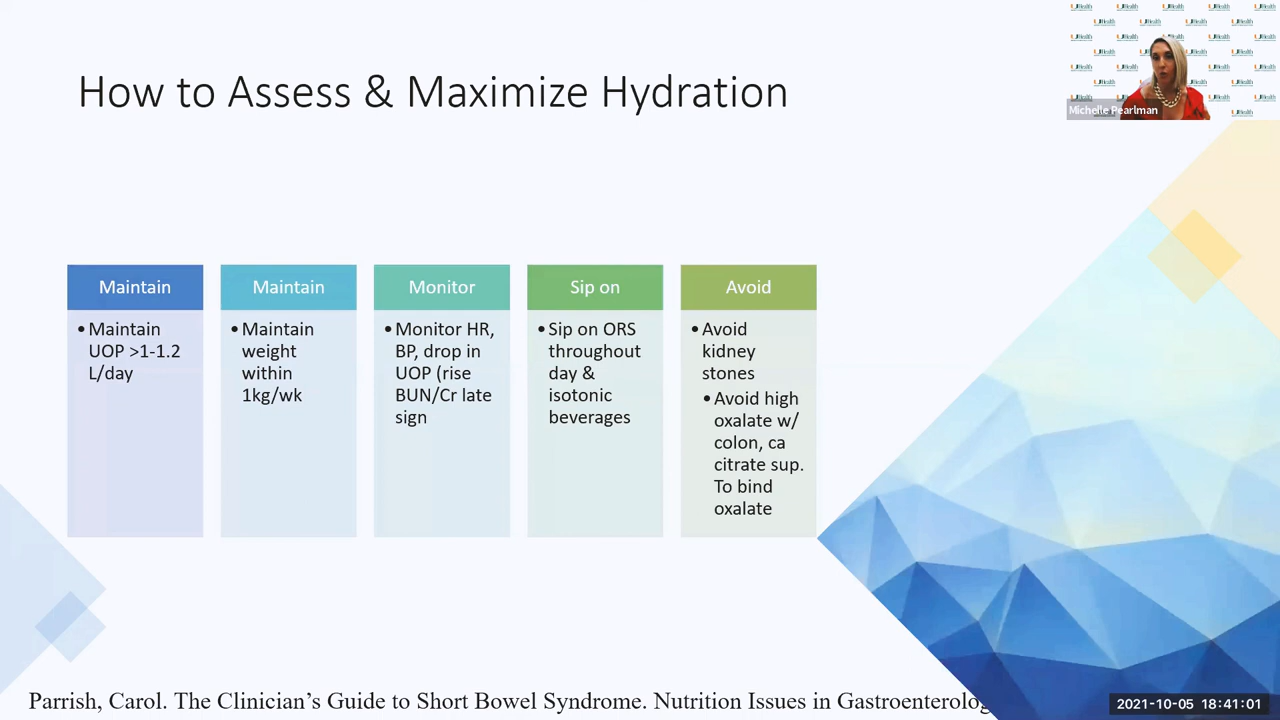 How to Assess & Maximize Hydration
UHealth
Michelle Pearlman
Maintain
• Maintain
UOP >1-1.2
L/day
Maintain
• Maintain
weight
within
1kg/wk
Monitor
• Monitor HR,
BP, drop in
UOP (rise
BUN/Cr late
sign
Sip on
• Sip on ORS
throughout
day &
isotonic
beverages
Avoid
• Avoid
kidney
stones
• Avoid high
oxalate w/
colon, ca
citrate sup.
To bind
oxalate
Parrish, Carol. The Clinician’s Guide to Short Bowel Syndrome. Nutrition Issues in
2021-10-05 18:41:01